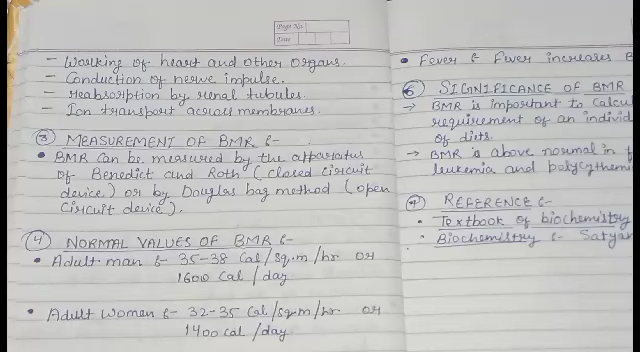 Page No.
Date
- Working of heart and other organs.
- Conduction of nerve impulse.
- Reabsorption by renal tubules.
- Ion transport across membranes.
③ MEASUREMENT OF BMR :-
• BMR can be measured by the apparatus
of Benedict and Roth (closed circuit
device) or by Douglas bag method (open
circuit device).
④ NORMAL VALUES OF BMR :-
• Adult man :- 35-38 Cal/sq.m/hr or
1600 Cal/day
• Adult Women :- 32-35 Cal/sq.m/hr or
1400 cal/day
• Fever :- Fever increases B
⑥ SIGNIFICANCE OF BMR
→ BMR is important to calcu
requirement of an individ
of diets.
→ BMR is above normal in
leukemia and polycythemi
REFERENCE :-
• Textbook of biochemistry
• Biochemistry :- Satya